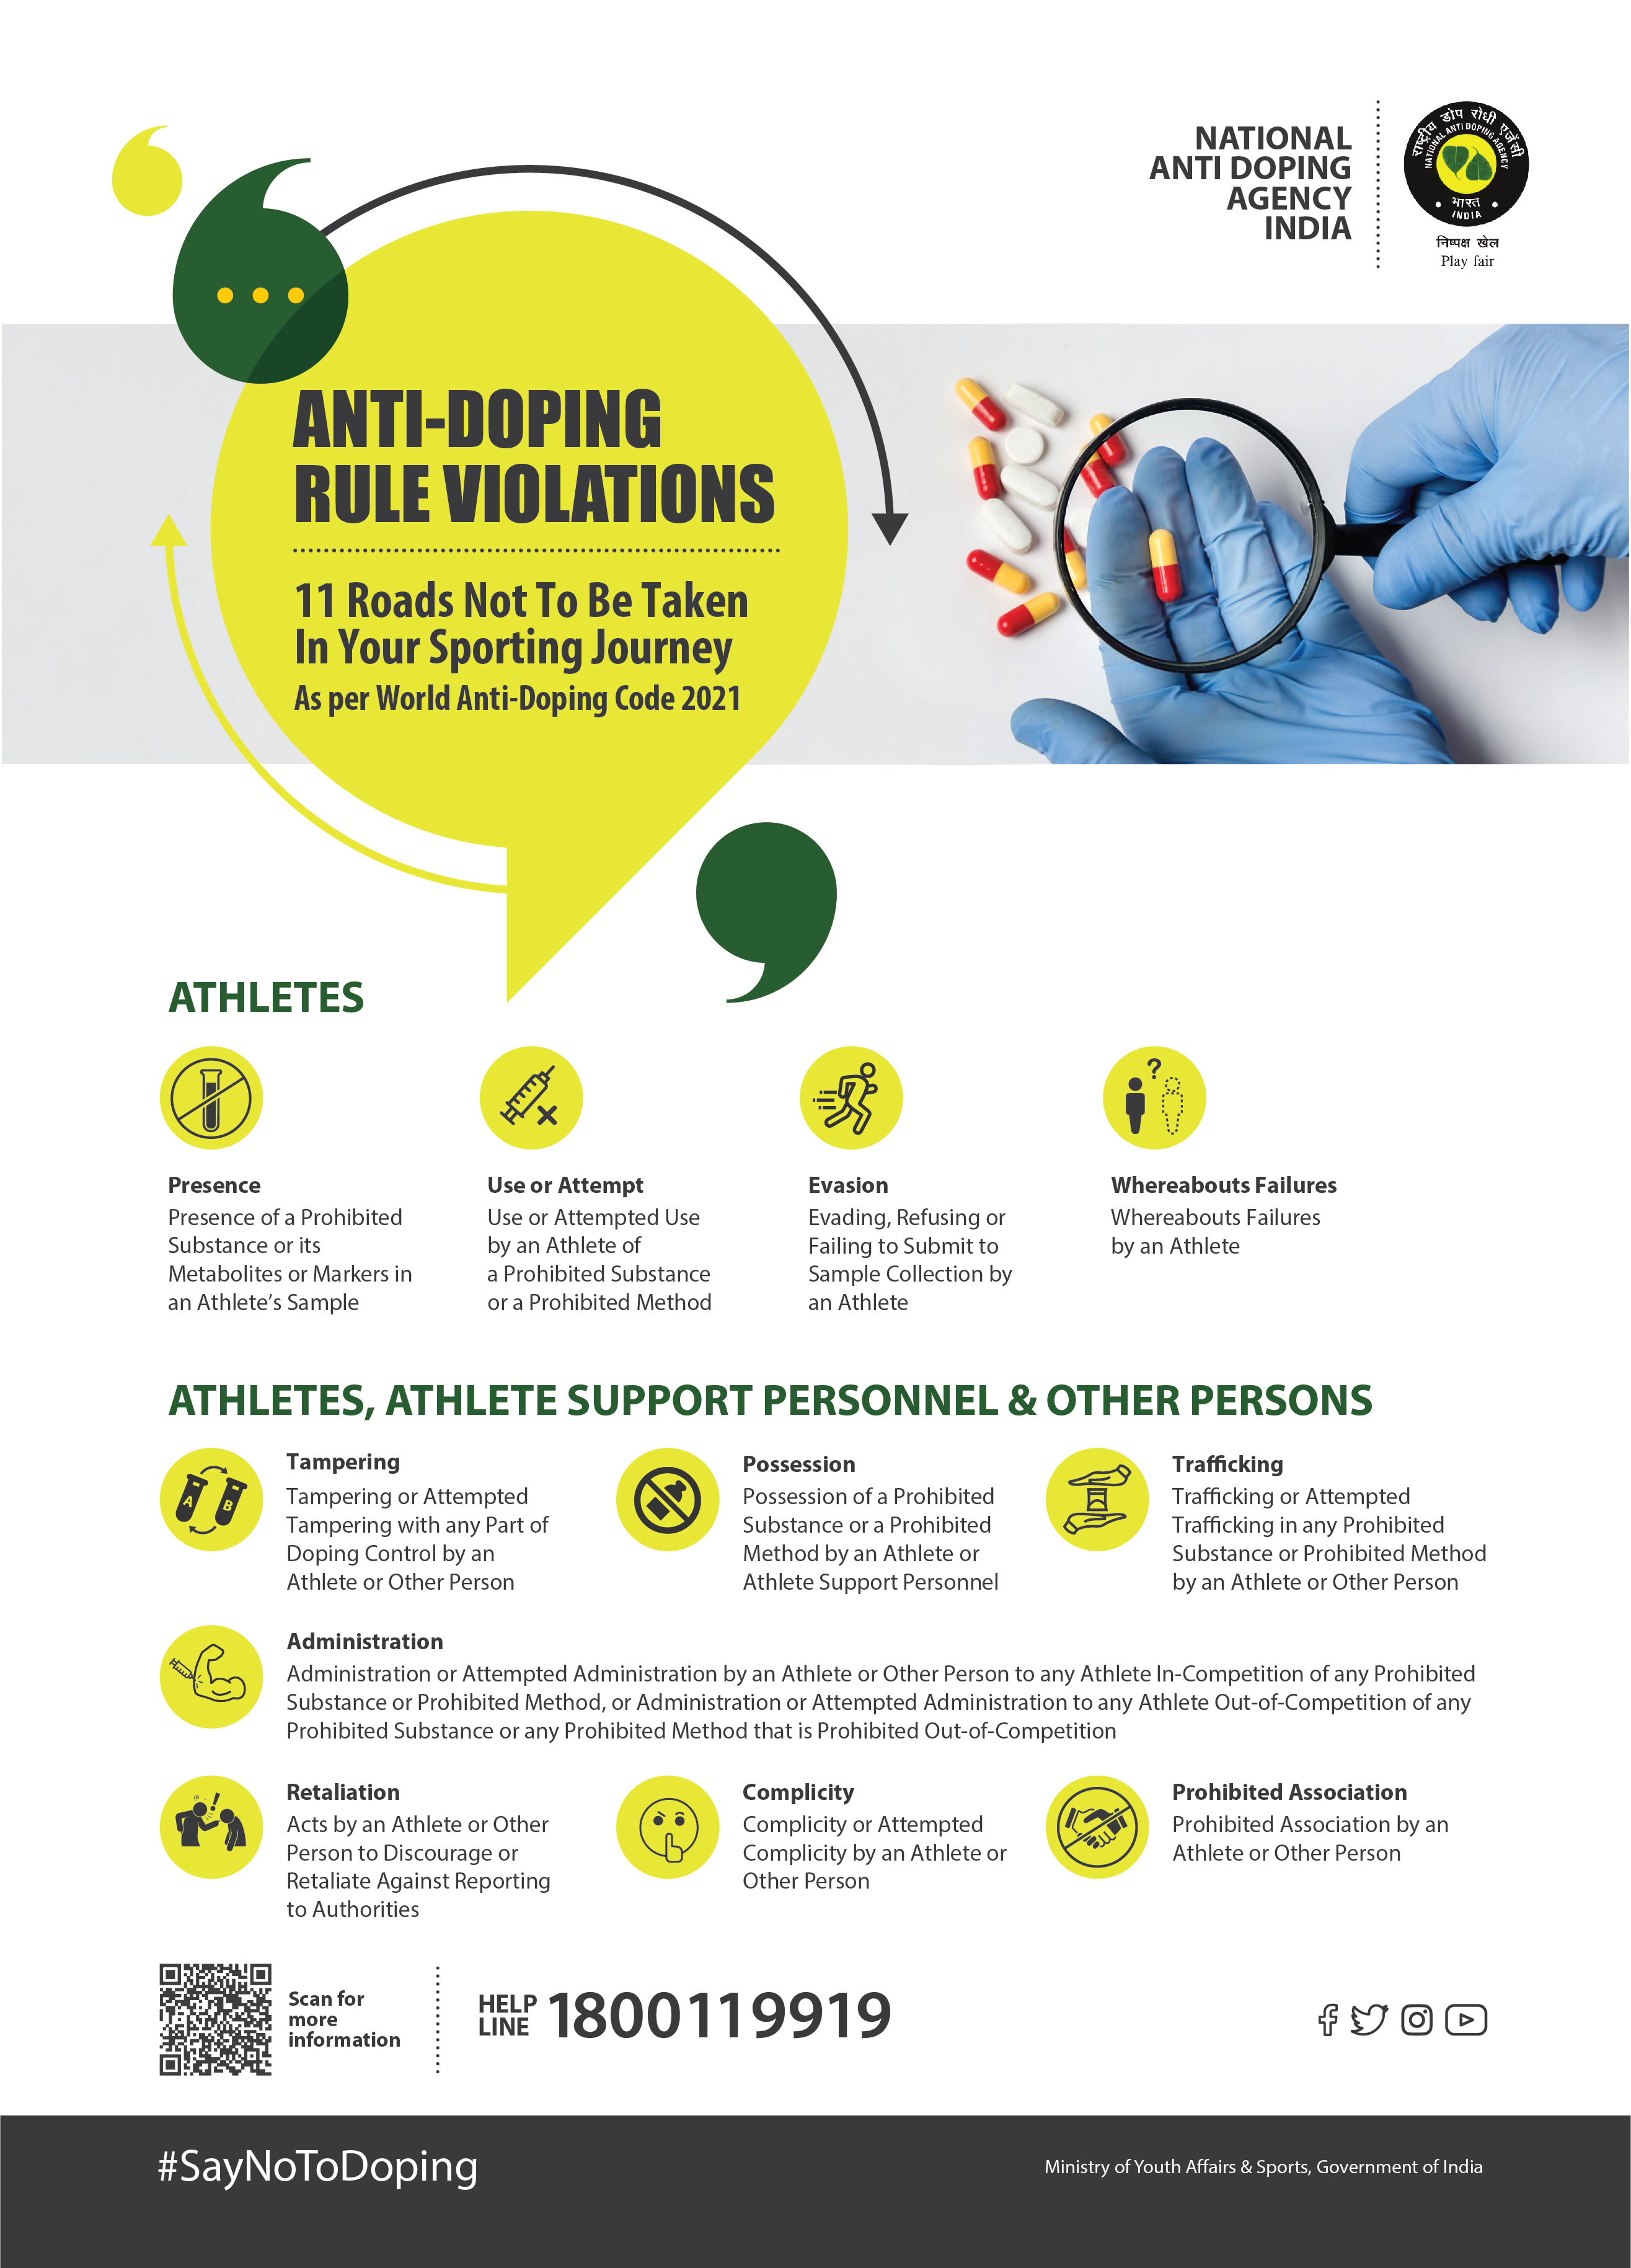 NATIONAL
ANTI DOPING
AGENCY
INDIA
राष्ट्रीय डोप रोधी एजेंसी
NATIONAL ANTI DOPING AGENCY
भारत
INDIA
निष्पक्ष खेल
Play fair
ANTI-DOPING
RULE VIOLATIONS
11 Roads Not To Be Taken
In Your Sporting Journey
As per World Anti-Doping Code 2021
ATHLETES
Presence
Presence of a Prohibited
Substance or its
Metabolites or Markers in
an Athlete's Sample
Use or Attempt
Use or Attempted Use
by an Athlete of
a Prohibited Substance
or a Prohibited Method
Evasion
Evading, Refusing or
Failing to Submit to
Sample Collection by
an Athlete
?
Whereabouts Failures
Whereabouts Failures
by an Athlete
ATHLETES, ATHLETE SUPPORT PERSONNEL & OTHER PERSONS
A B
Tampering
Tampering or Attempted
Tampering with any Part of
Doping Control by an
Athlete or Other Person
Possession
Possession of a Prohibited
Substance or a Prohibited
Method by an Athlete or
Athlete Support Personnel
Trafficking
Trafficking or Attempted
Trafficking in any Prohibited
Substance or Prohibited Method
by an Athlete or Other Person
Administration
Administration or Attempted Administration by an Athlete or Other Person to any Athlete In-Competition of any Prohibited
Substance or Prohibited Method, or Administration or Attempted Administration to any Athlete Out-of-Competition of any
Prohibited Substance or any Prohibited Method that is Prohibited Out-of-Competition
Retaliation
Acts by an Athlete or Other
Person to Discourage or
Retaliate Against Reporting
to Authorities
Complicity
Complicity or Attempted
Complicity by an Athlete or
Other Person
Prohibited Association
Prohibited Association by an
Athlete or Other Person
Scan for
more
information
HELP
LINE
1800119919
#SayNoToDoping
Ministry of Youth Affairs & Sports, Government of India